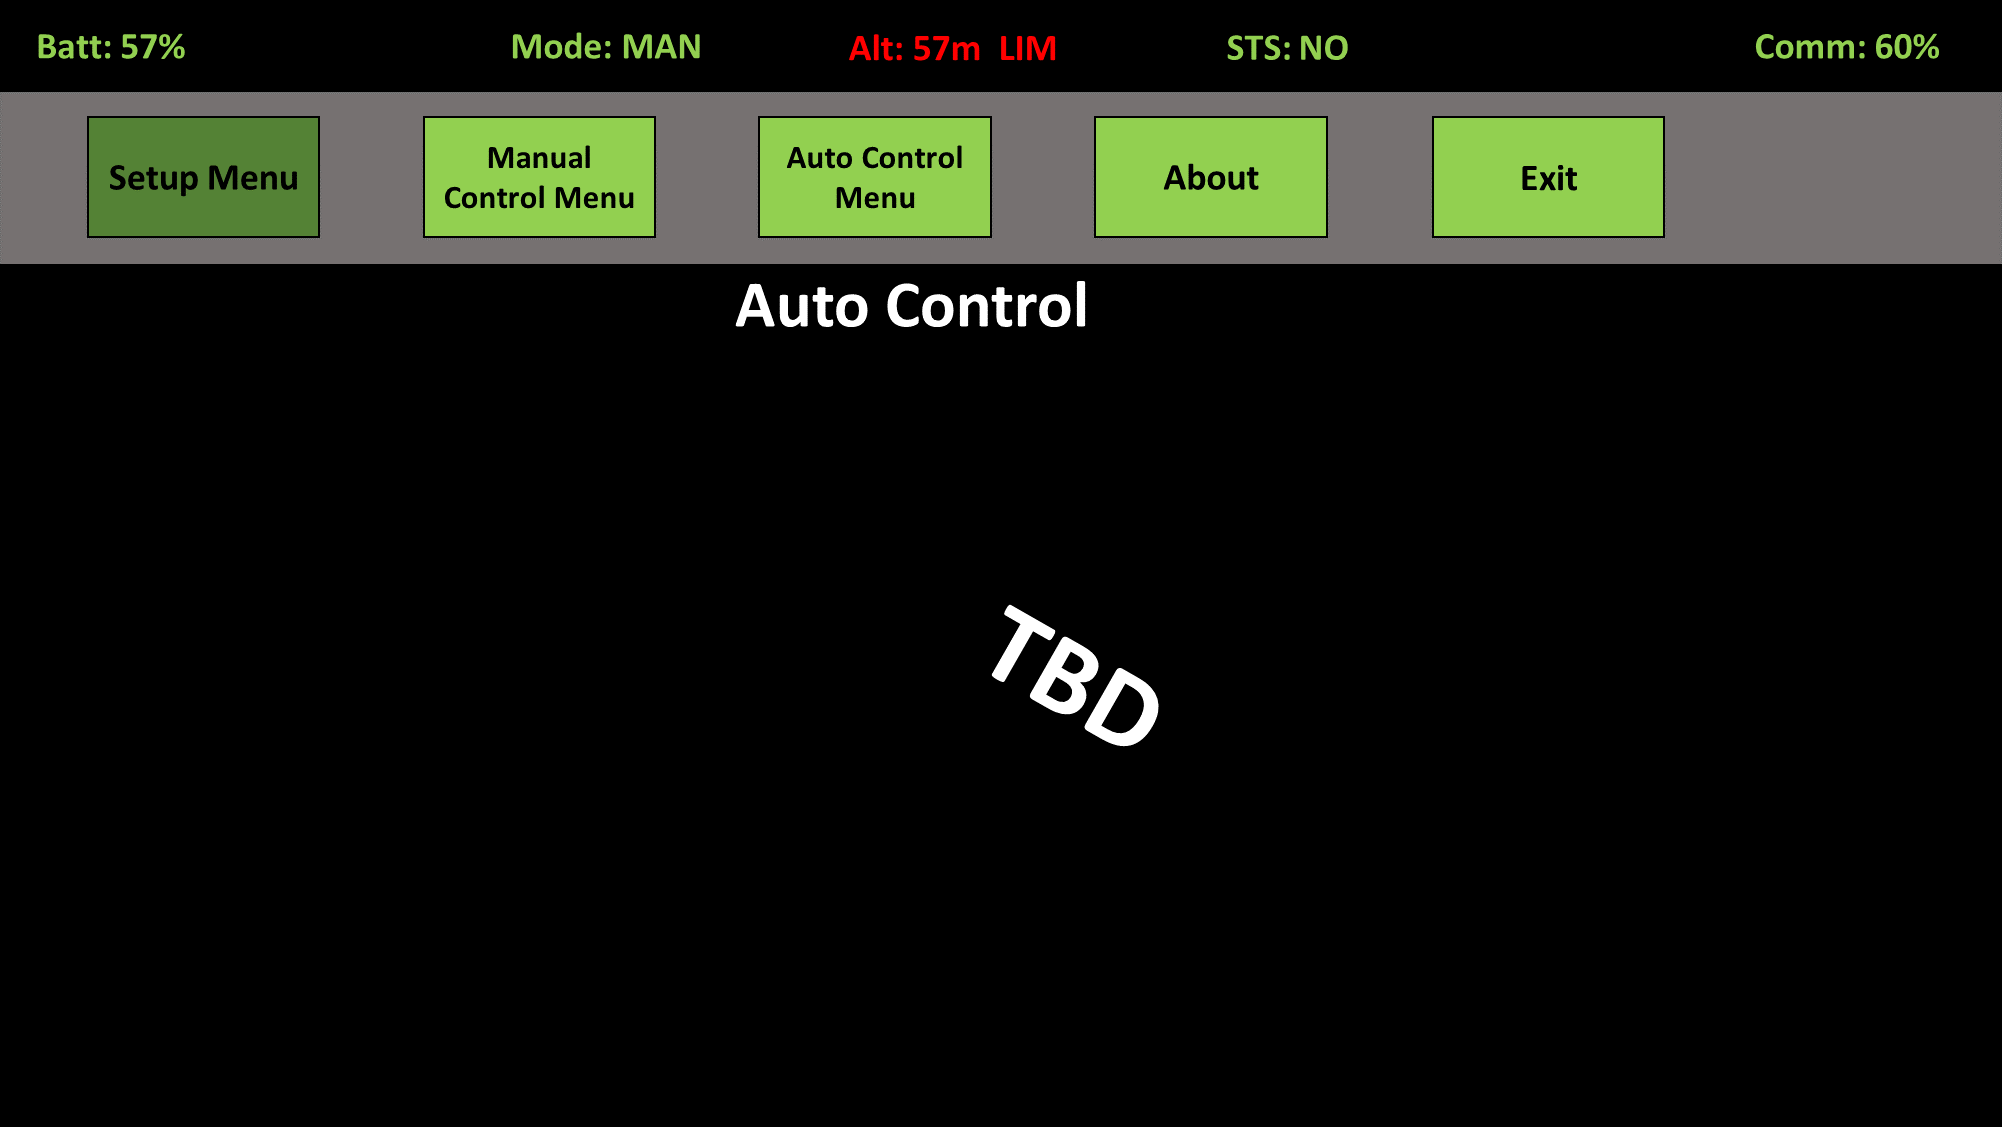 Batt: 57%
Mode: MAN
Alt: 57m  LIM
STS: NO
Comm: 60%
Setup Menu
Manual
Control Menu
Auto Control
Menu
About
Exit
Auto Control
TBD